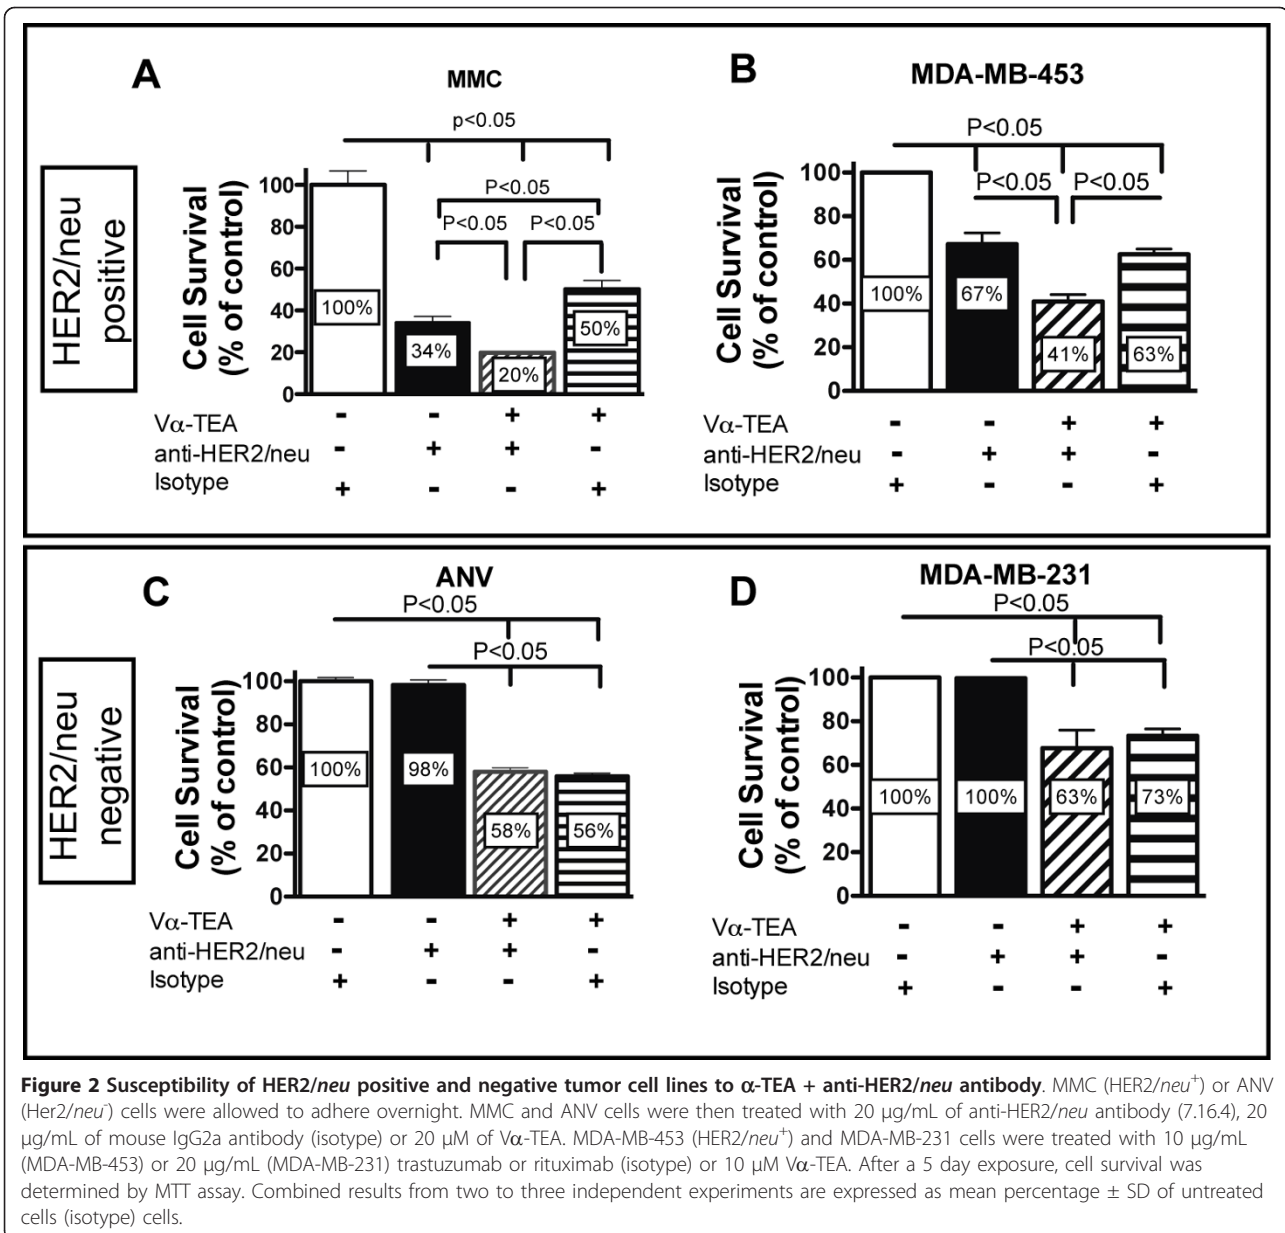 A
MMC
p<0.05
P<0.05
P<0.05
P<0.05
HER2/neu
positive
Cell Survival
(% of control)
100
80
60
40
20
0
100%
34%
20%
50%
Vα-TEA - - + +
anti-HER2/neu - + + -
Isotype + - - +
B
MDA-MB-453
P<0.05
P<0.05
P<0.05
Cell Survival
(% of control)
100
80
60
40
20
0
100%
67%
41%
63%
Vα-TEA - - + +
anti-HER2/neu - + + -
Isotype + - - +
C
ANV
P<0.05
P<0.05
HER2/neu
negative
Cell Survival
(% of control)
100
80
60
40
20
0
100%
98%
58%
56%
Vα-TEA - - + +
anti-HER2/neu - + + -
Isotype + - - +
D
MDA-MB-231
P<0.05
P<0.05
Cell Survival
(% of control)
100
80
60
40
20
0
100%
100%
63%
73%
Vα-TEA - - + +
anti-HER2/neu - + + -
Isotype + - - +
Figure 2 Susceptibility of HER2/neu positive and negative tumor cell lines to α-TEA + anti-HER2/neu antibody. MMC (HER2/neu⁺) or ANV
(Her2/neu⁻) cells were allowed to adhere overnight. MMC and ANV cells were then treated with 20 μg/mL of anti-HER2/neu antibody (7.16.4), 20
μg/mL of mouse IgG2a antibody (isotype) or 20 μM of Vα-TEA. MDA-MB-453 (HER2/neu⁺) and MDA-MB-231 cells were treated with 10 μg/mL
(MDA-MB-453) or 20 μg/mL (MDA-MB-231) trastuzumab or rituximab (isotype) or 10 μM Vα-TEA. After a 5 day exposure, cell survival was
determined by MTT assay. Combined results from two to three independent experiments are expressed as mean percentage ± SD of untreated
cells (isotype) cells.